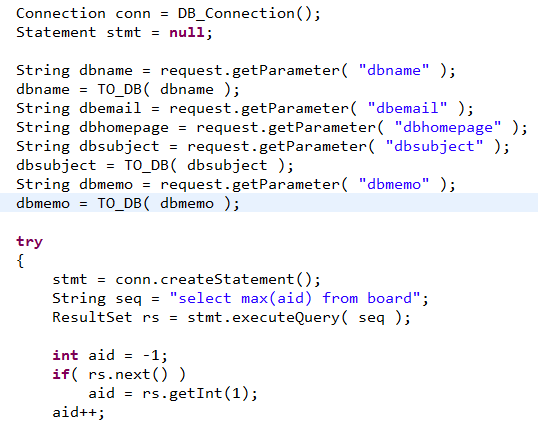 Connection conn = DB_Connection();
Statement stmt = null;
String dbname = request.getParameter( "dbname" );
dbname = TO_DB( dbname );
String dbemail = request.getParameter( "dbemail" );
String dbhomepage = request.getParameter( "dbhomepage" );
String dbsubject = request.getParameter( "dbsubject" );
dbsubject = TO_DB( dbsubject );
String dbmemo = request.getParameter( "dbmemo" );
dbmemo = TO_DB( dbmemo );
try
{
    stmt = conn.createStatement();
    String seq = "select max(aid) from board";
    ResultSet rs = stmt.executeQuery( seq );
    int aid = -1;
    if( rs.next() )
        aid = rs.getInt(1);
    aid++;